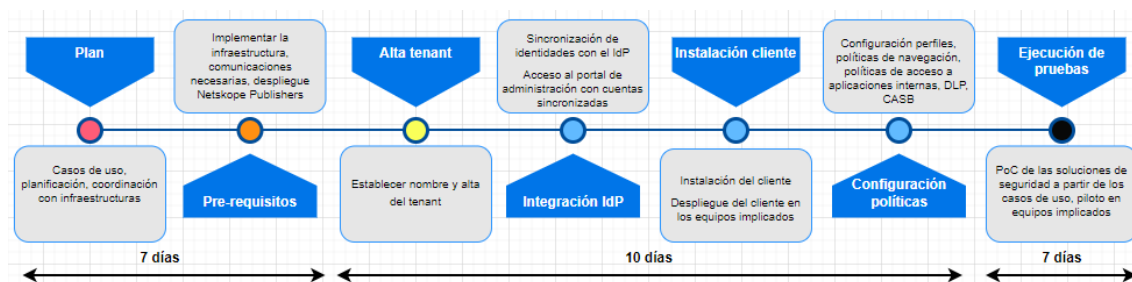 Plan
Casos de uso,
planificación, coordinación
con infraestructuras
Implementar la
infraestructura,
comunicaciones
necesarias, despliegue
Netskope Publishers
Pre-requisitos
Alta tenant
Establecer nombre y alta
del tenant
Sincronización de
identidades con el IdP
Acceso al portal de
administración con cuentas
sincronizadas
Integración IdP
Instalación cliente
Instalación del cliente
Despliegue del cliente en
los equipos implicados
Configuración perfiles,
políticas de navegación,
políticas de acceso a
aplicaciones internas, DLP,
CASB
Configuración
políticas
Ejecución de
pruebas
PoC de las soluciones de
seguridad a partir de los
casos de uso, piloto en
equipos implicados
7 días
10 días
7 días